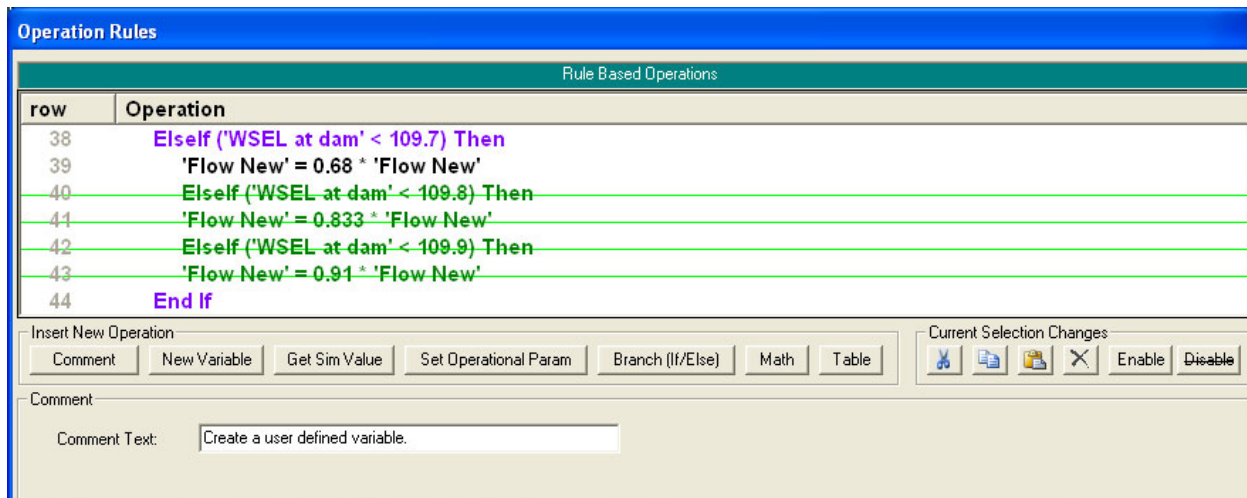 Operation Rules
Rule Based Operations
row Operation
38 ElseIf ('WSEL at dam' < 109.7) Then
39 'Flow New' = 0.68 * 'Flow New'
40 ElseIf ('WSEL at dam' < 109.8) Then
41 'Flow New' = 0.833 * 'Flow New'
42 ElseIf ('WSEL at dam' < 109.9) Then
43 'Flow New' = 0.91 * 'Flow New'
44 End If
Insert New Operation Current Selection Changes
Comment New Variable Get Sim Value Set Operational Param Branch (If/Else) Math Table Enable Disable
Comment
Comment Text: Create a user defined variable.